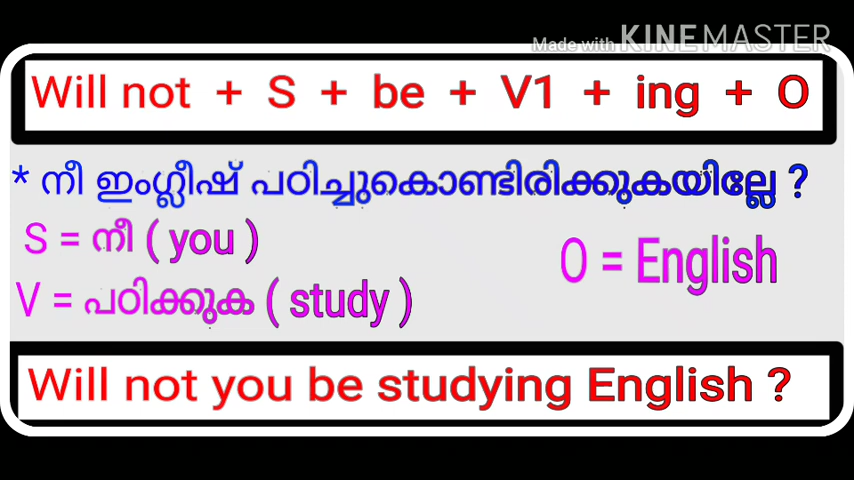 Made with KINEMASTER
Will not + S + be + V1 + ing + O
* നീ ഇംഗ്ലീഷ് പഠിച്ചുകൊണ്ടിരിക്കുകയില്ലേ ?
S = നീ ( you )
O = English
V = പഠിക്കുക ( study )
Will not you be studying English ?